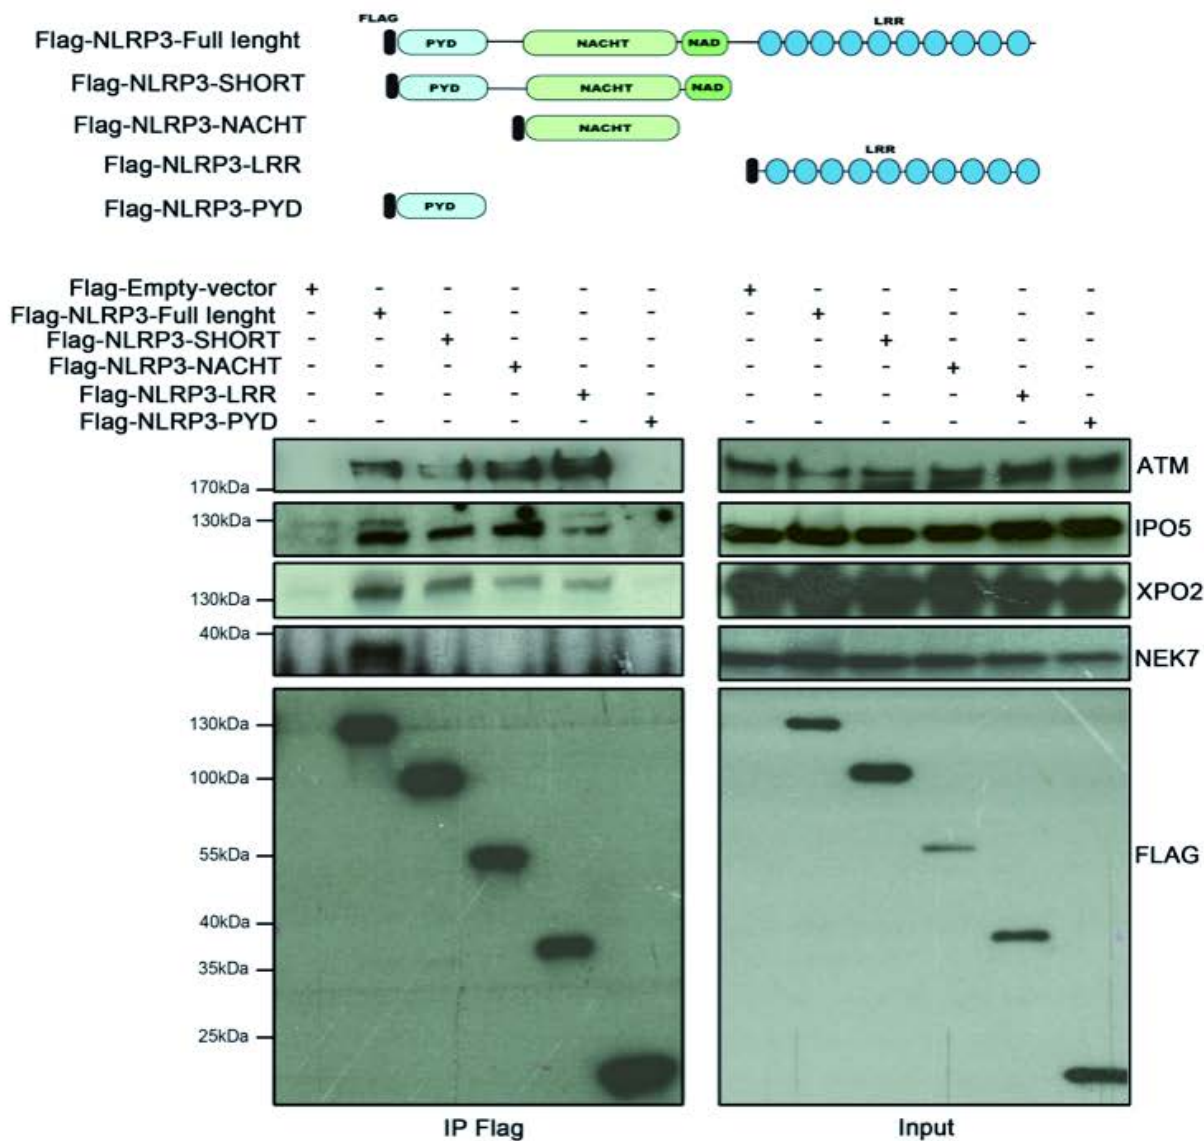 FLAG LRR
Flag-NLRP3-Full lenght PYD NACHT NAD
Flag-NLRP3-SHORT PYD NACHT NAD
Flag-NLRP3-NACHT NACHT
LRR
Flag-NLRP3-LRR
Flag-NLRP3-PYD PYD
Flag-Empty-vector + - - - - - + - - - - -
Flag-NLRP3-Full lenght - + - - - - - + - - - -
Flag-NLRP3-SHORT - - + - - - - - + - - -
Flag-NLRP3-NACHT - - - + - - - - - + - -
Flag-NLRP3-LRR - - - - + - - - - - + -
Flag-NLRP3-PYD - - - - - + - - - - - +
ATM
170kDa
130kDa IPO5
130kDa XPO2
40kDa
NEK7
130kDa
100kDa
55kDa FLAG
40kDa
35kDa
25kDa
IP Flag Input